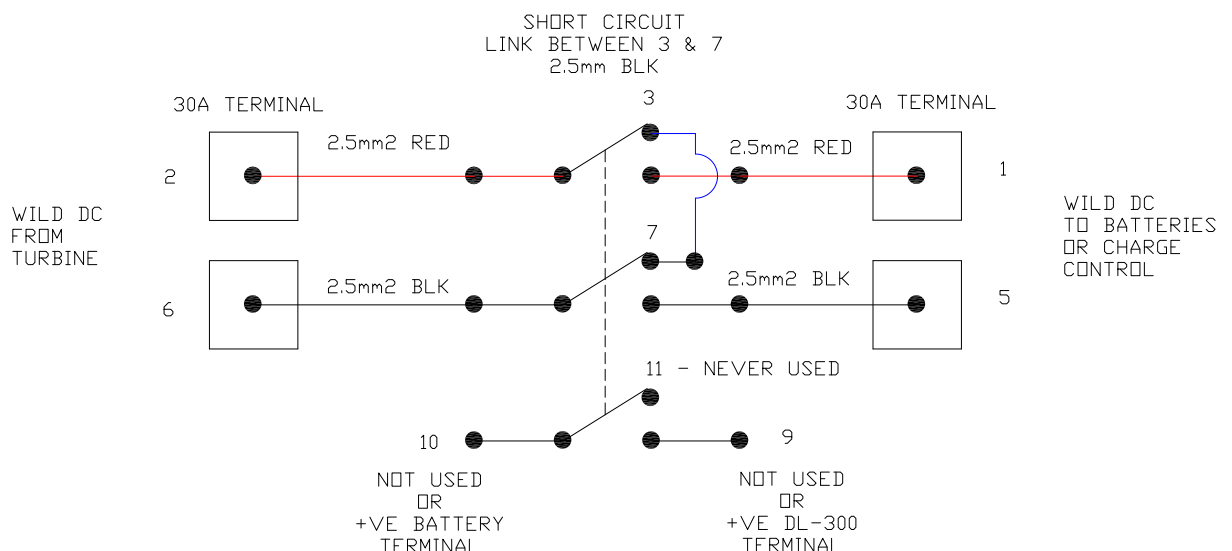 SHORT CIRCUIT
LINK BETWEEN 3 & 7
2.5mm BLK
30A TERMINAL
3
30A TERMINAL
2.5mm2 RED
2.5mm2 RED
2
1
WILD DC
FROM
TURBINE
WILD DC
TO BATTERIES
OR CHARGE
CONTROL
7
2.5mm2 BLK
2.5mm2 BLK
6
5
11 - NEVER USED
10
9
NOT USED
OR
+VE BATTERY
TERMINAL
NOT USED
OR
+VE DL-300
TERMINAL